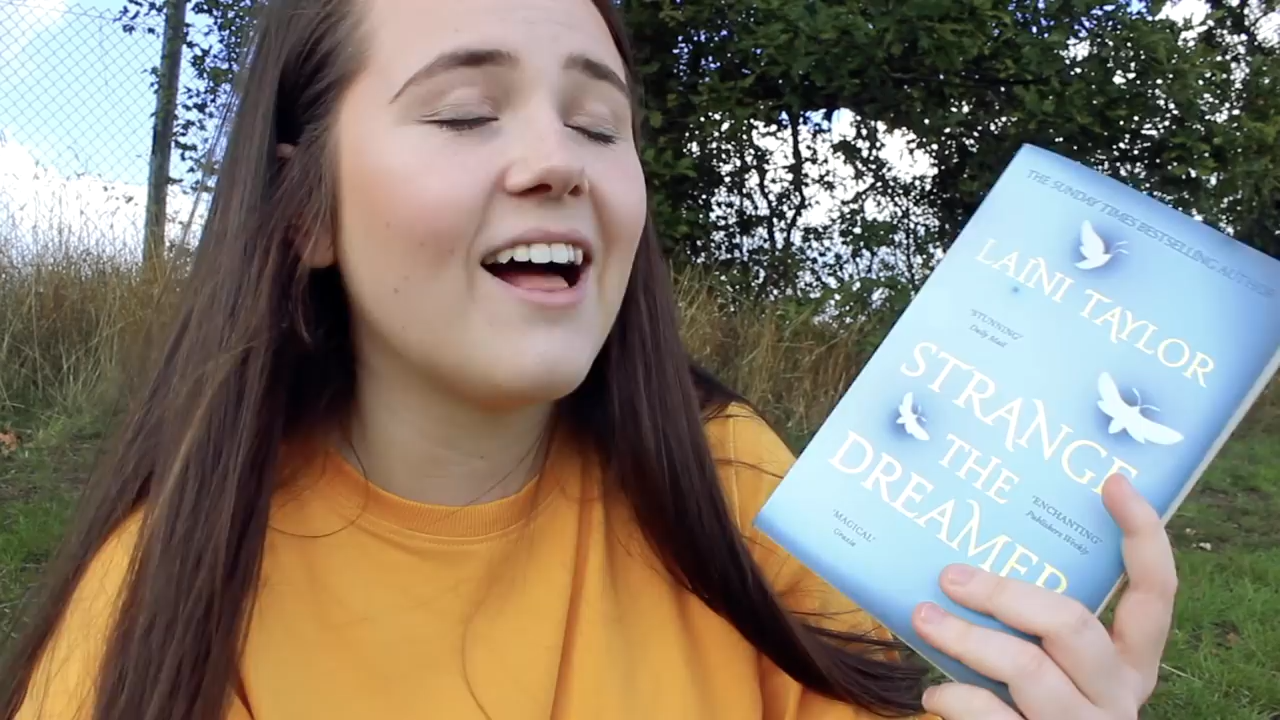 THE SUNDAY TIMES BESTSELLING AUTHOR
LAINI TAYLOR
'STUNNING'
Daily Mail
STRANGE
THE
DREAMER
'ENCHANTING'
Publishers Weekly
'MAGICAL'
Grazia